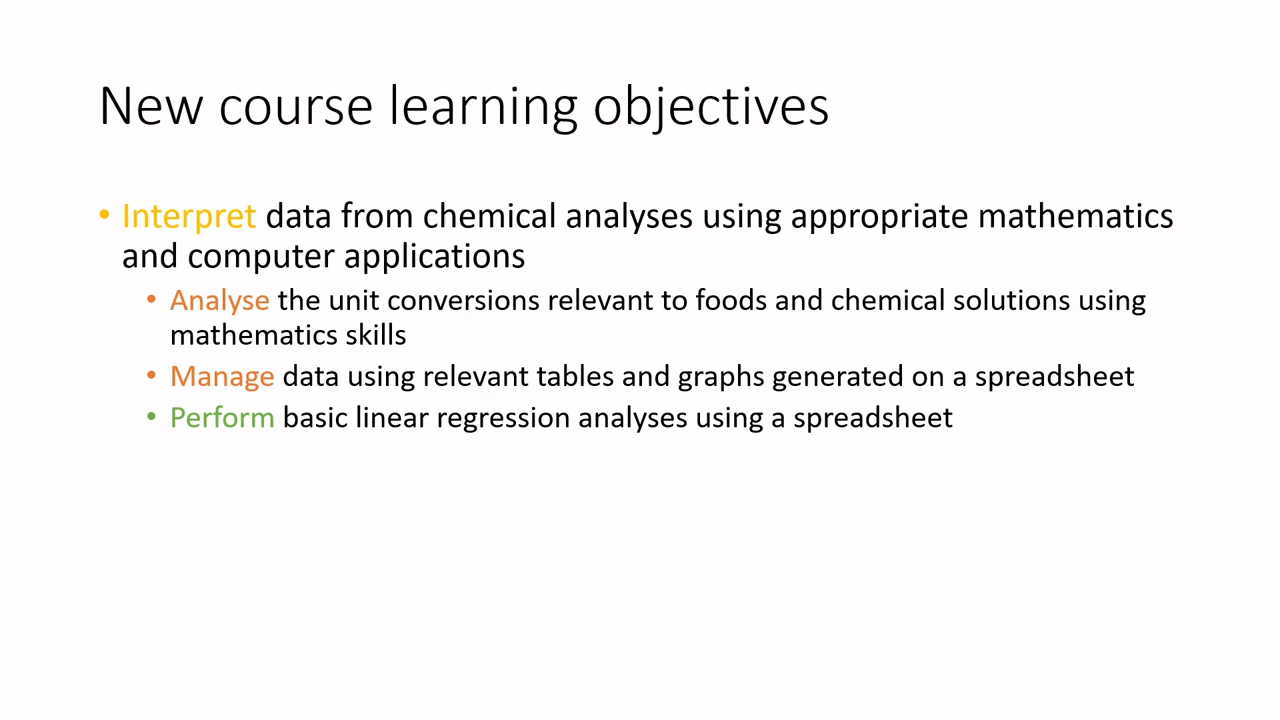 New course learning objectives
• Interpret data from chemical analyses using appropriate mathematics
and computer applications
• Analyse the unit conversions relevant to foods and chemical solutions using
mathematics skills
• Manage data using relevant tables and graphs generated on a spreadsheet
• Perform basic linear regression analyses using a spreadsheet